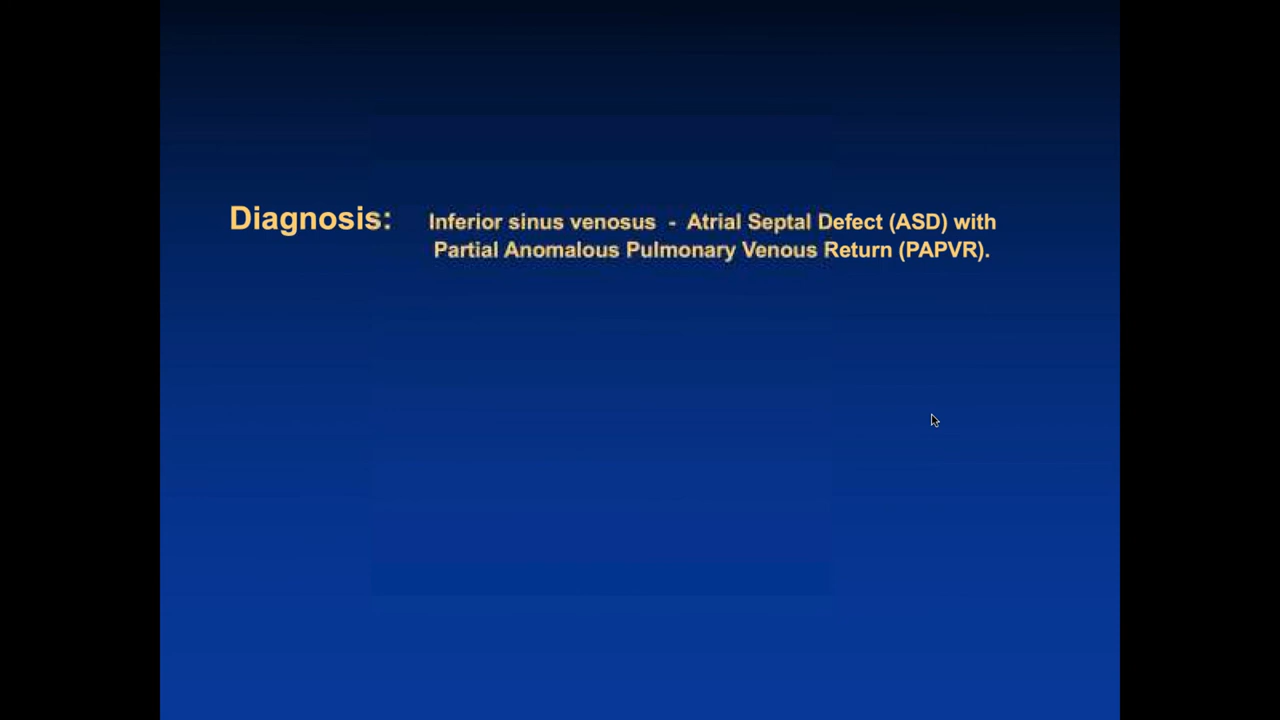 Diagnosis: Inferior sinus venosus - Atrial Septal Defect (ASD) with
Partial Anomalous Pulmonary Venous Return (PAPVR).